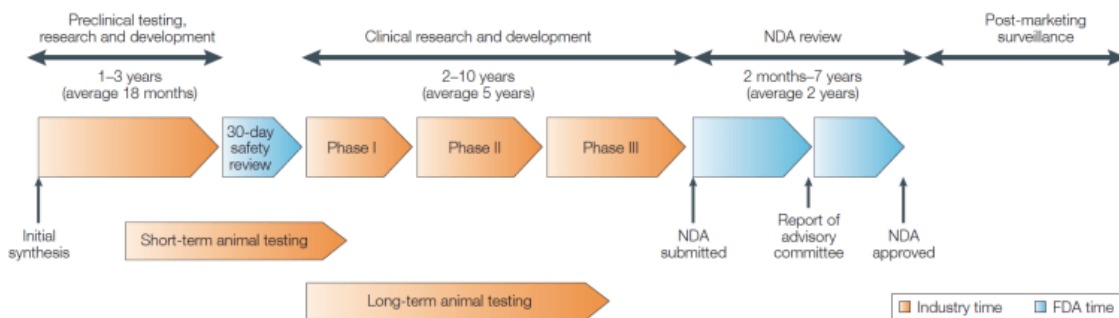 Preclinical testing,
research and development
Clinical research and development
NDA review
Post-marketing
surveillance
1–3 years
(average 18 months)
2–10 years
(average 5 years)
2 months–7 years
(average 2 years)
30-day
safety
review
Phase I
Phase II
Phase III
Initial
synthesis
Short-term animal testing
NDA
submitted
Report of
advisory
committee
NDA
approved
Long-term animal testing
Industry time
FDA time